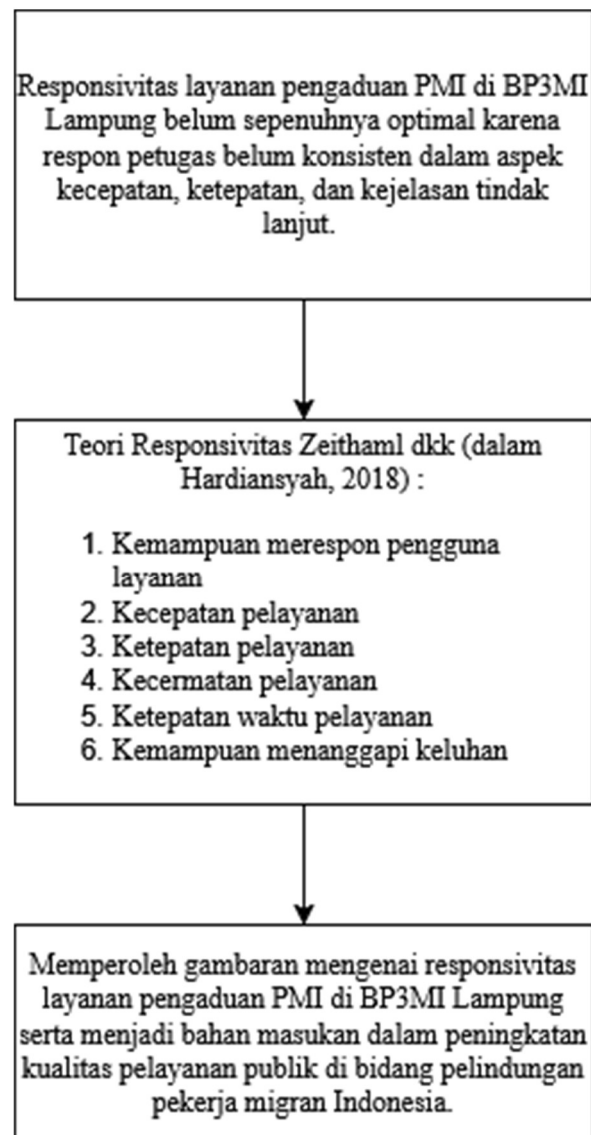 Responsivitas layanan pengaduan PMI di BP3MI
Lampung belum sepenuhnya optimal karena
respon petugas belum konsisten dalam aspek
kecepatan, ketepatan, dan kejelasan tindak
lanjut.
Teori Responsivitas Zeithaml dkk (dalam
Hardiansyah, 2018) :
1. Kemampuan merespon pengguna
layanan
2. Kecepatan pelayanan
3. Ketepatan pelayanan
4. Kecermatan pelayanan
5. Ketepatan waktu pelayanan
6. Kemampuan menanggapi keluhan
Memperoleh gambaran mengenai responsivitas
layanan pengaduan PMI di BP3MI Lampung
serta menjadi bahan masukan dalam peningkatan
kualitas pelayanan publik di bidang pelindungan
pekerja migran Indonesia.